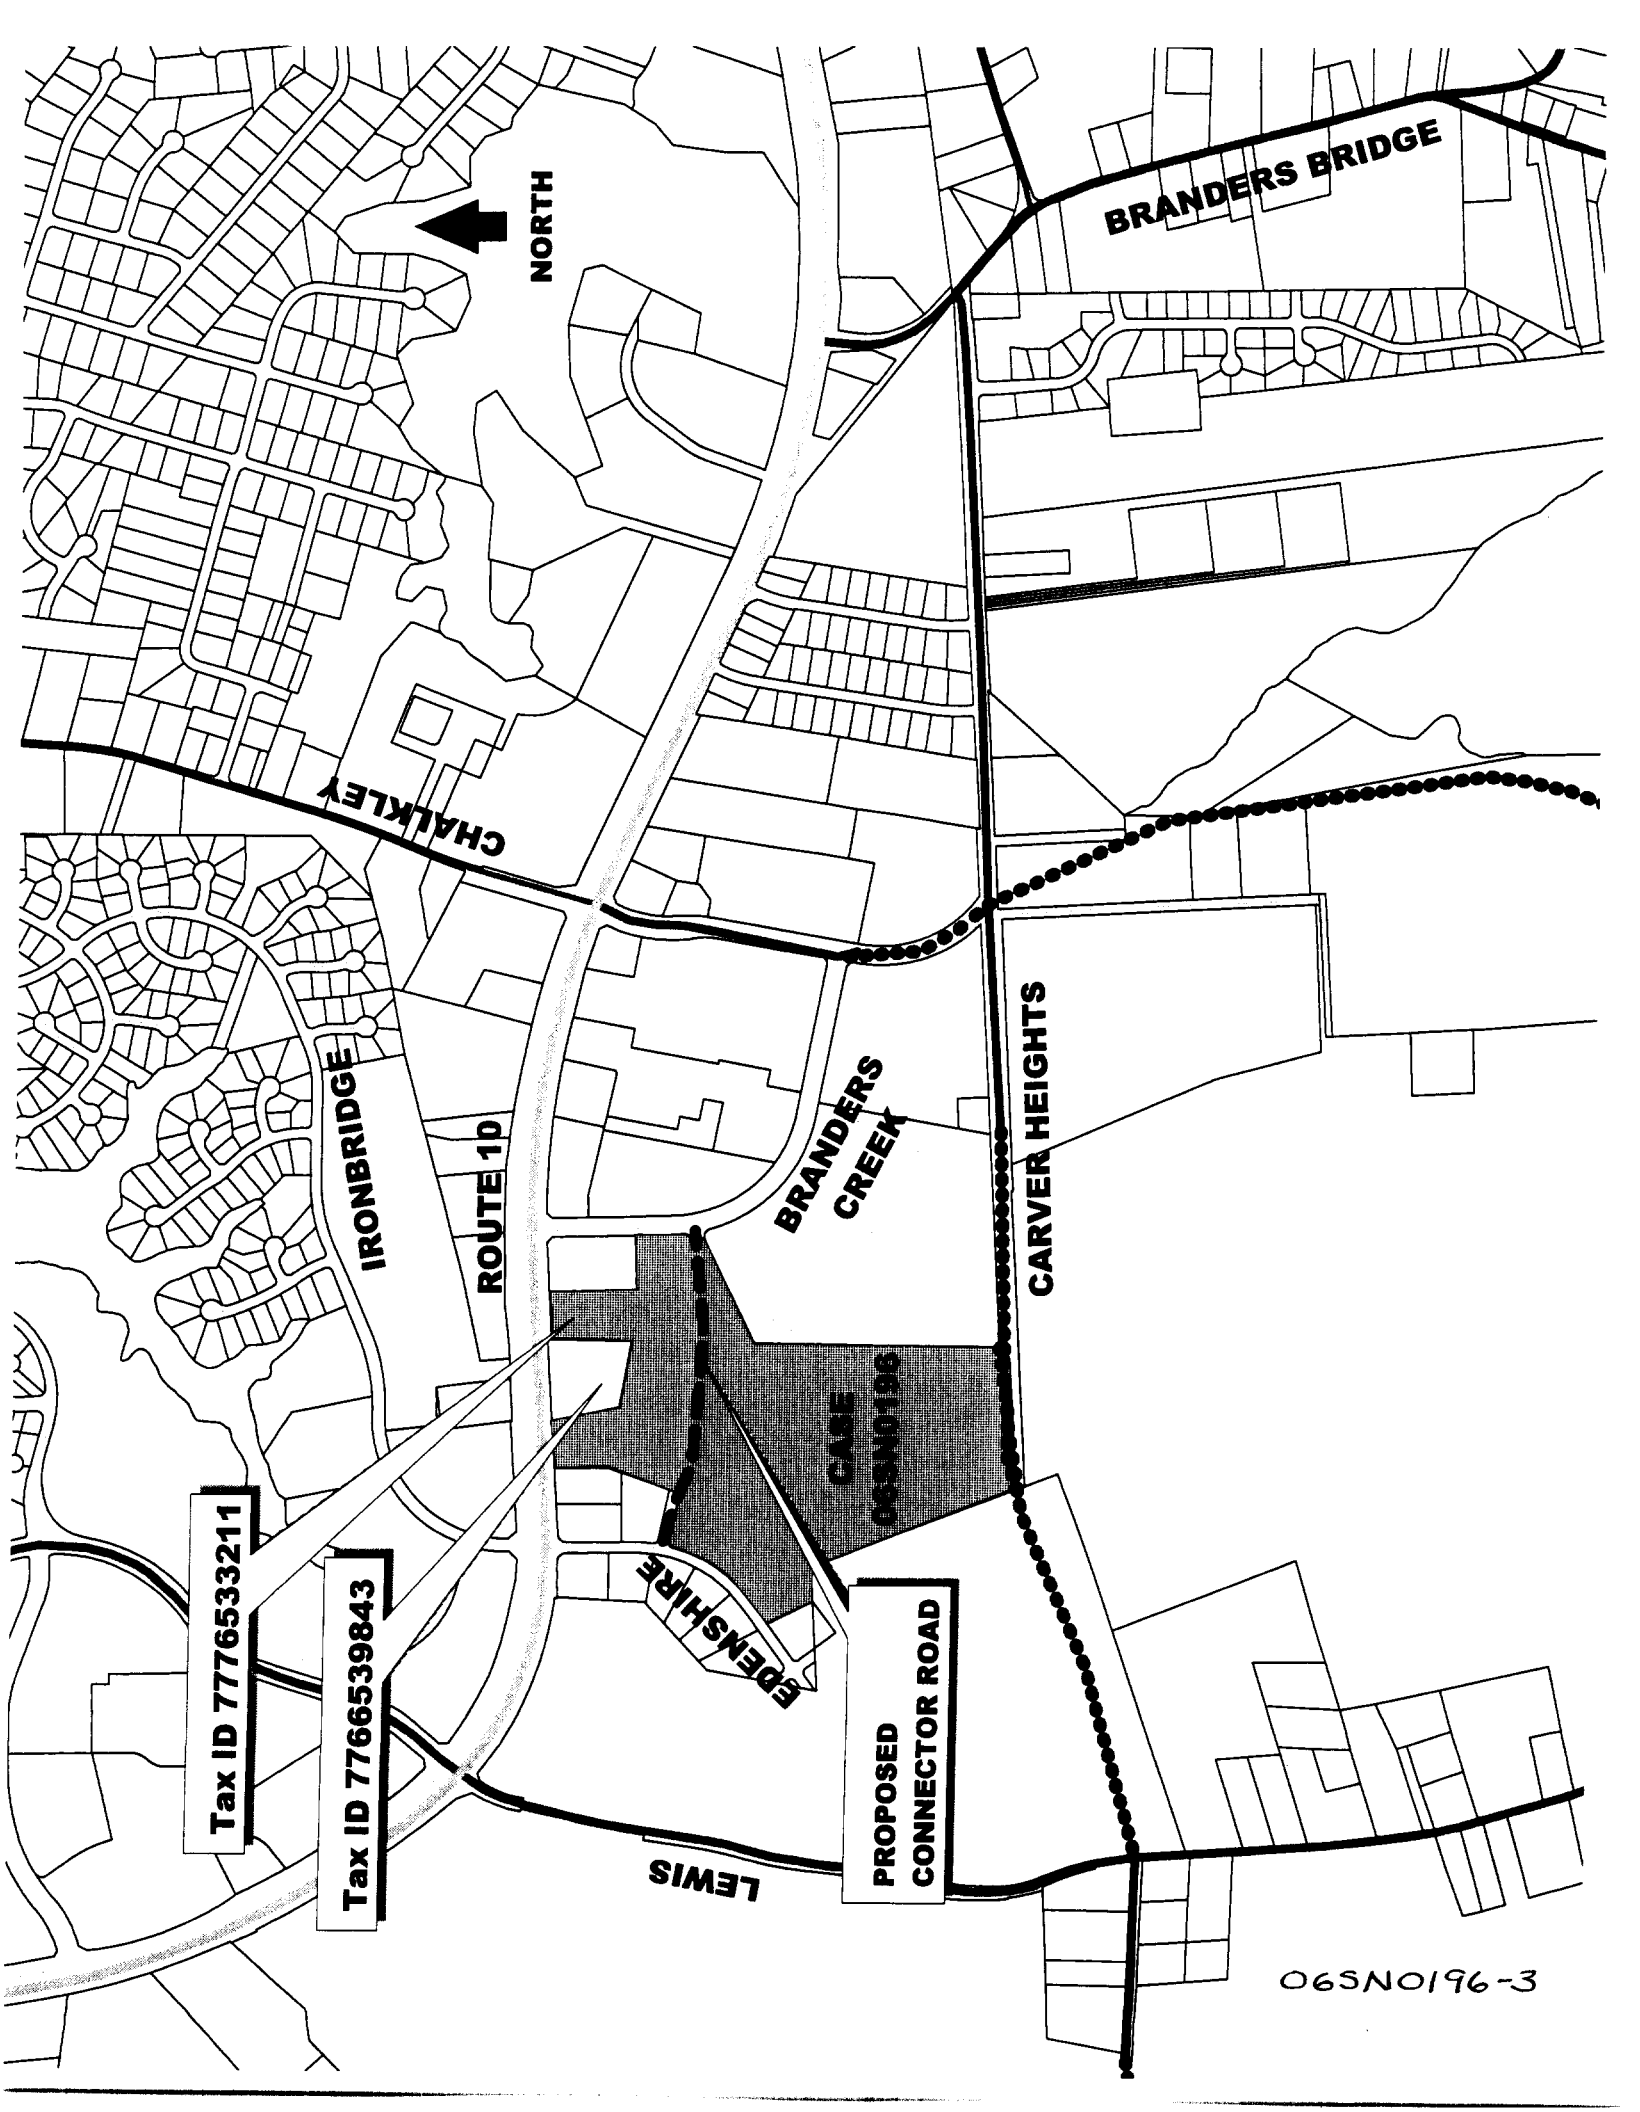 NORTH
BRANDERS BRIDGE
CHALKLEY
IRONBRIDGE
ROUTE 10
BRANDERS
CREEK
CARVER HEIGHTS
CASE
06SN0196
EDENSHIRE
LEWIS
Tax ID 7776533211
Tax ID 7766539843
PROPOSED
CONNECTOR ROAD
06SN0196-3